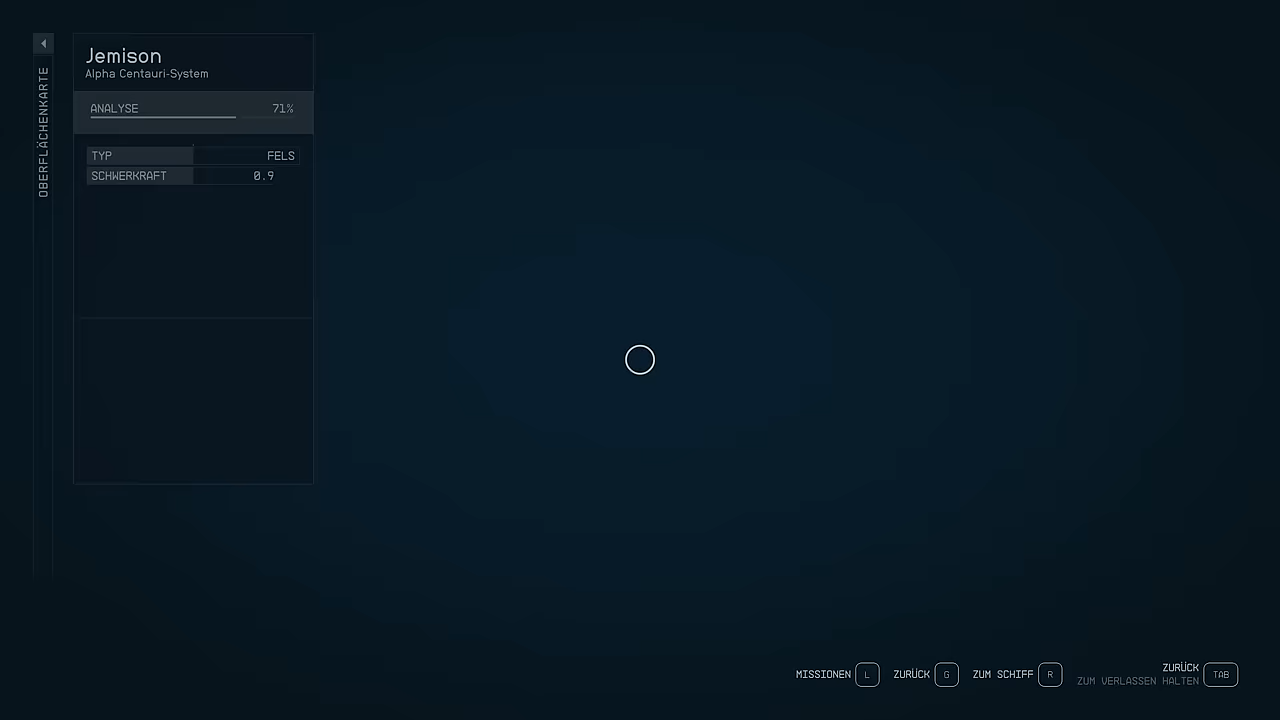 Jemison
Alpha Centauri-System
OBERFLÄCHENKARTE
ANALYSE 71%
TYP FELS
SCHWERKRAFT 0.9
MISSIONEN L ZURÜCK G ZUM SCHIFF R ZURÜCK TAB
ZUM VERLASSEN HALTEN